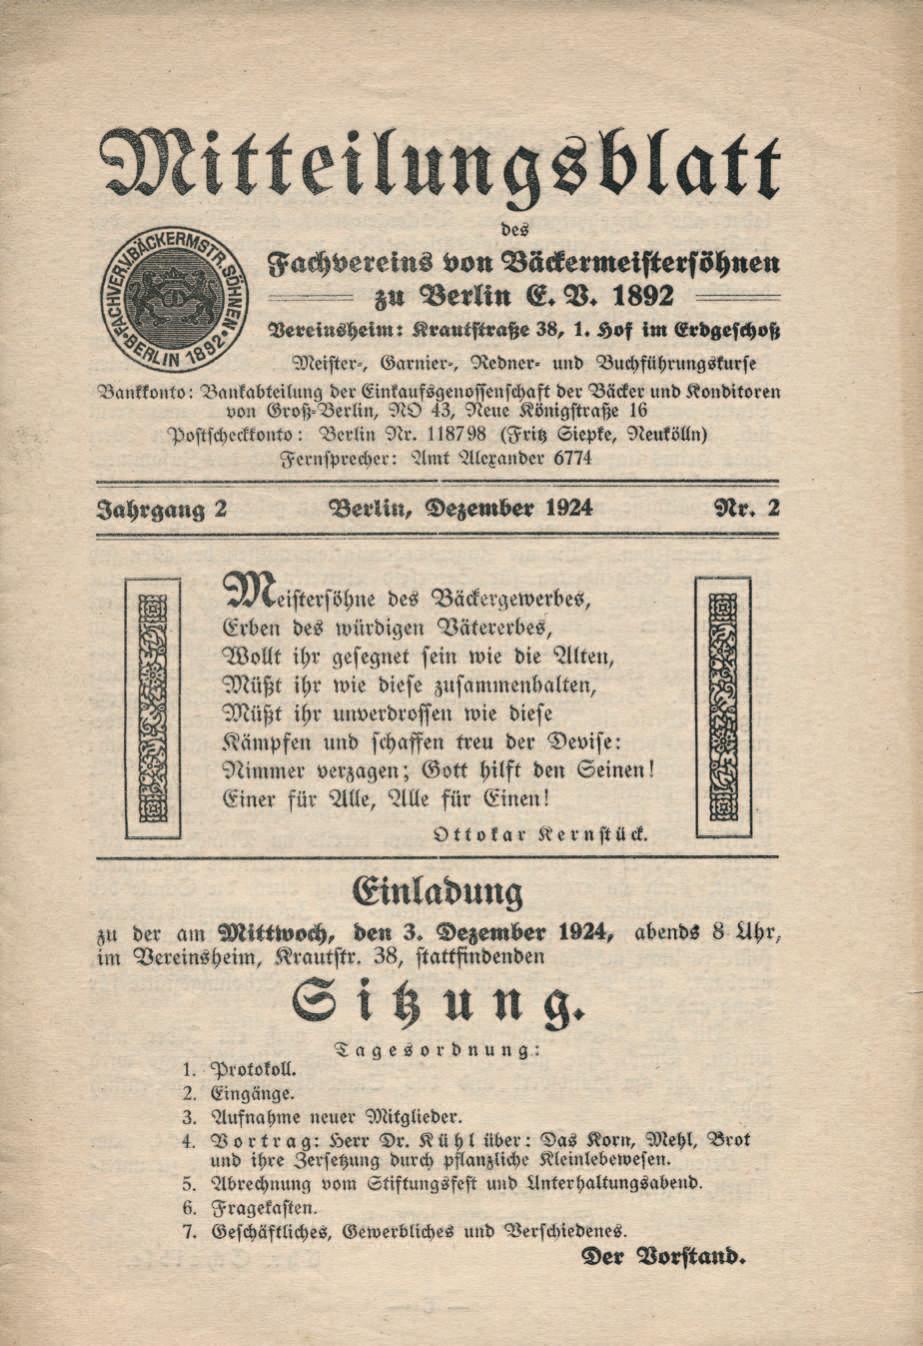 Mitteilungsblatt
des
Fachvereins von Bäckermeistersöhnen
zu Berlin E. V. 1892
FACHVER.V.BÄCKERMSTR.SÖHNEN
BERLIN 1892
Vereinsheim: Krautstraße 38, 1. Hof im Erdgeschoß
Meister-, Garnier-, Redner- und Buchführungskurse
Bankkonto: Bankabteilung der Einkaufsgenossenschaft der Bäcker und Konditoren
von Groß-Berlin, NO 43, Neue Königstraße 16
Postscheckkonto: Berlin Nr. 118798 (Fritz Siepke, Neukölln)
Fernsprecher: Amt Alexander 6774
Jahrgang 2 Berlin, Dezember 1924 Nr. 2
Meistersöhne des Bäckergewerbes,
Erben des würdigen Vätererbes,
Wollt ihr gesegnet sein wie die Alten,
Müßt ihr wie diese zusammenhalten,
Müßt ihr unverdrossen wie diese
Kämpfen und schaffen treu der Devise:
Nimmer verzagen; Gott hilft den Seinen!
Einer für Alle, Alle für Einen!
Ottokar Kernstück.
Einladung
zu der am Mittwoch, den 3. Dezember 1924, abends 8 Uhr,
im Vereinsheim, Krautstr. 38, stattfindenden
Sitzung.
Tagesordnung:
1. Protokoll.
2. Eingänge.
3. Aufnahme neuer Mitglieder.
4. Vortrag: Herr Dr. Kühl über: Das Korn, Mehl, Brot
und ihre Zersetzung durch pflanzliche Kleinlebewesen.
5. Abrechnung vom Stiftungsfest und Unterhaltungsabend.
6. Fragekasten.
7. Geschäftliches, Gewerbliches und Verschiedenes.
Der Vorstand.